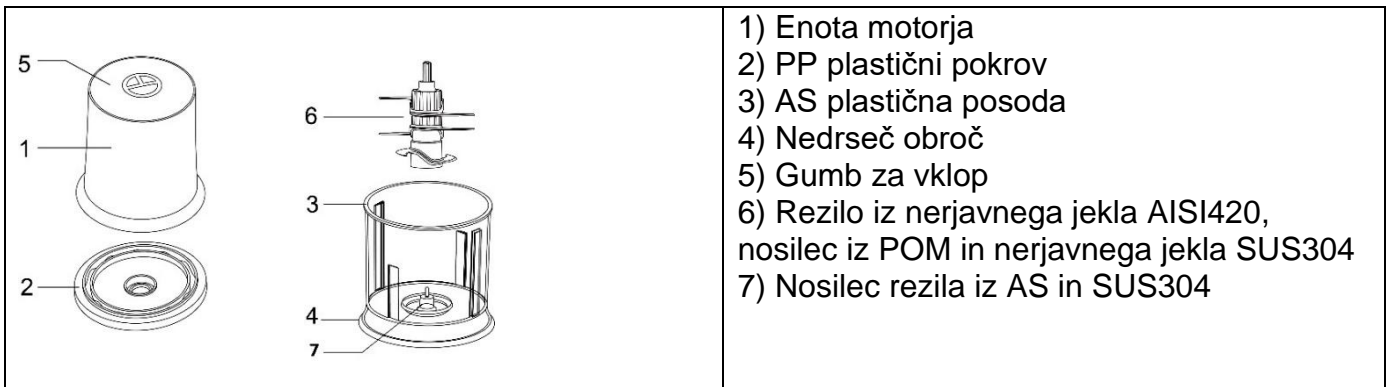 5
1
2
6
3
4
7
1) Enota motorja
2) PP plastični pokrov
3) AS plastična posoda
4) Nedrseč obroč
5) Gumb za vklop
6) Rezilo iz nerjavnega jekla AISI420,
nosilec iz POM in nerjavnega jekla SUS304
7) Nosilec rezila iz AS in SUS304